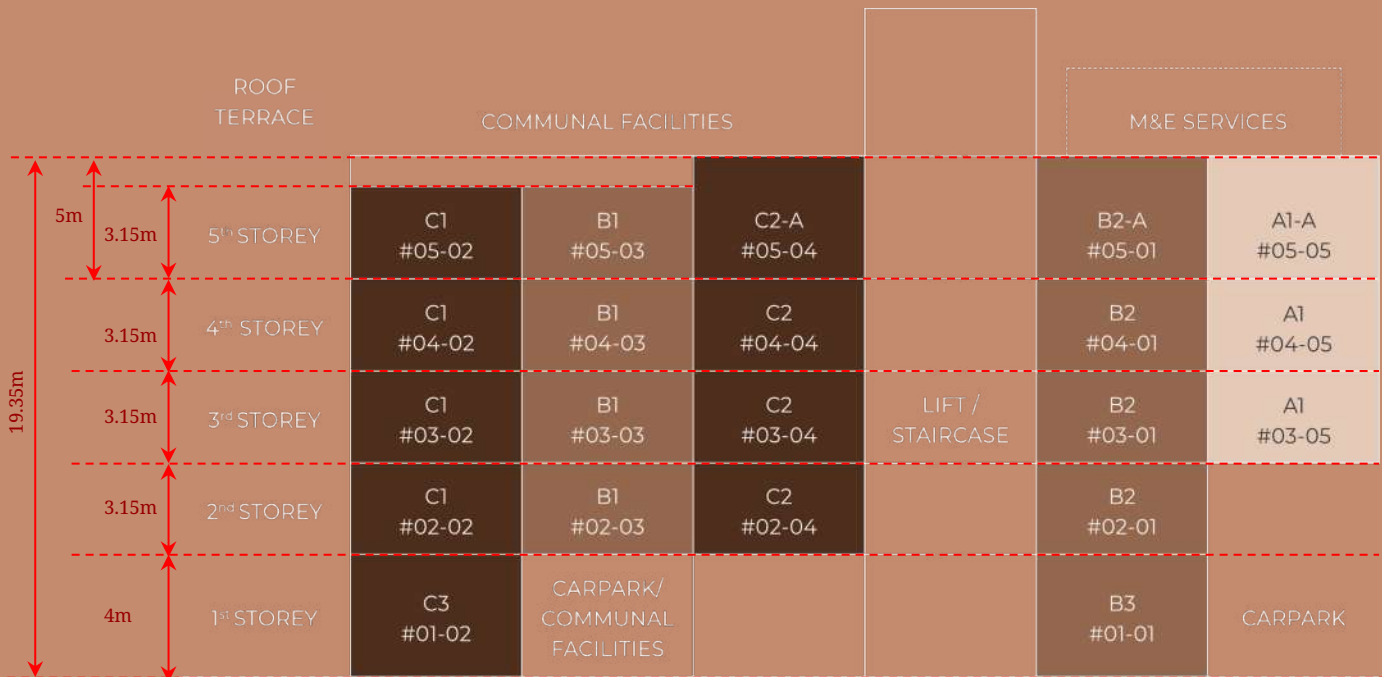 ROOF
TERRACE
COMMUNAL FACILITIES
M&E SERVICES
19.35m
5m
3.15m
5th STOREY
C1
#05-02
B1
#05-03
C2-A
#05-04
B2-A
#05-01
A1-A
#05-05
3.15m
4th STOREY
C1
#04-02
B1
#04-03
C2
#04-04
B2
#04-01
A1
#04-05
3.15m
3rd STOREY
C1
#03-02
B1
#03-03
C2
#03-04
LIFT /
STAIRCASE
B2
#03-01
A1
#03-05
3.15m
2nd STOREY
C1
#02-02
B1
#02-03
C2
#02-04
B2
#02-01
4m
1st STOREY
C3
#01-02
CARPARK/
COMMUNAL
FACILITIES
B3
#01-01
CARPARK